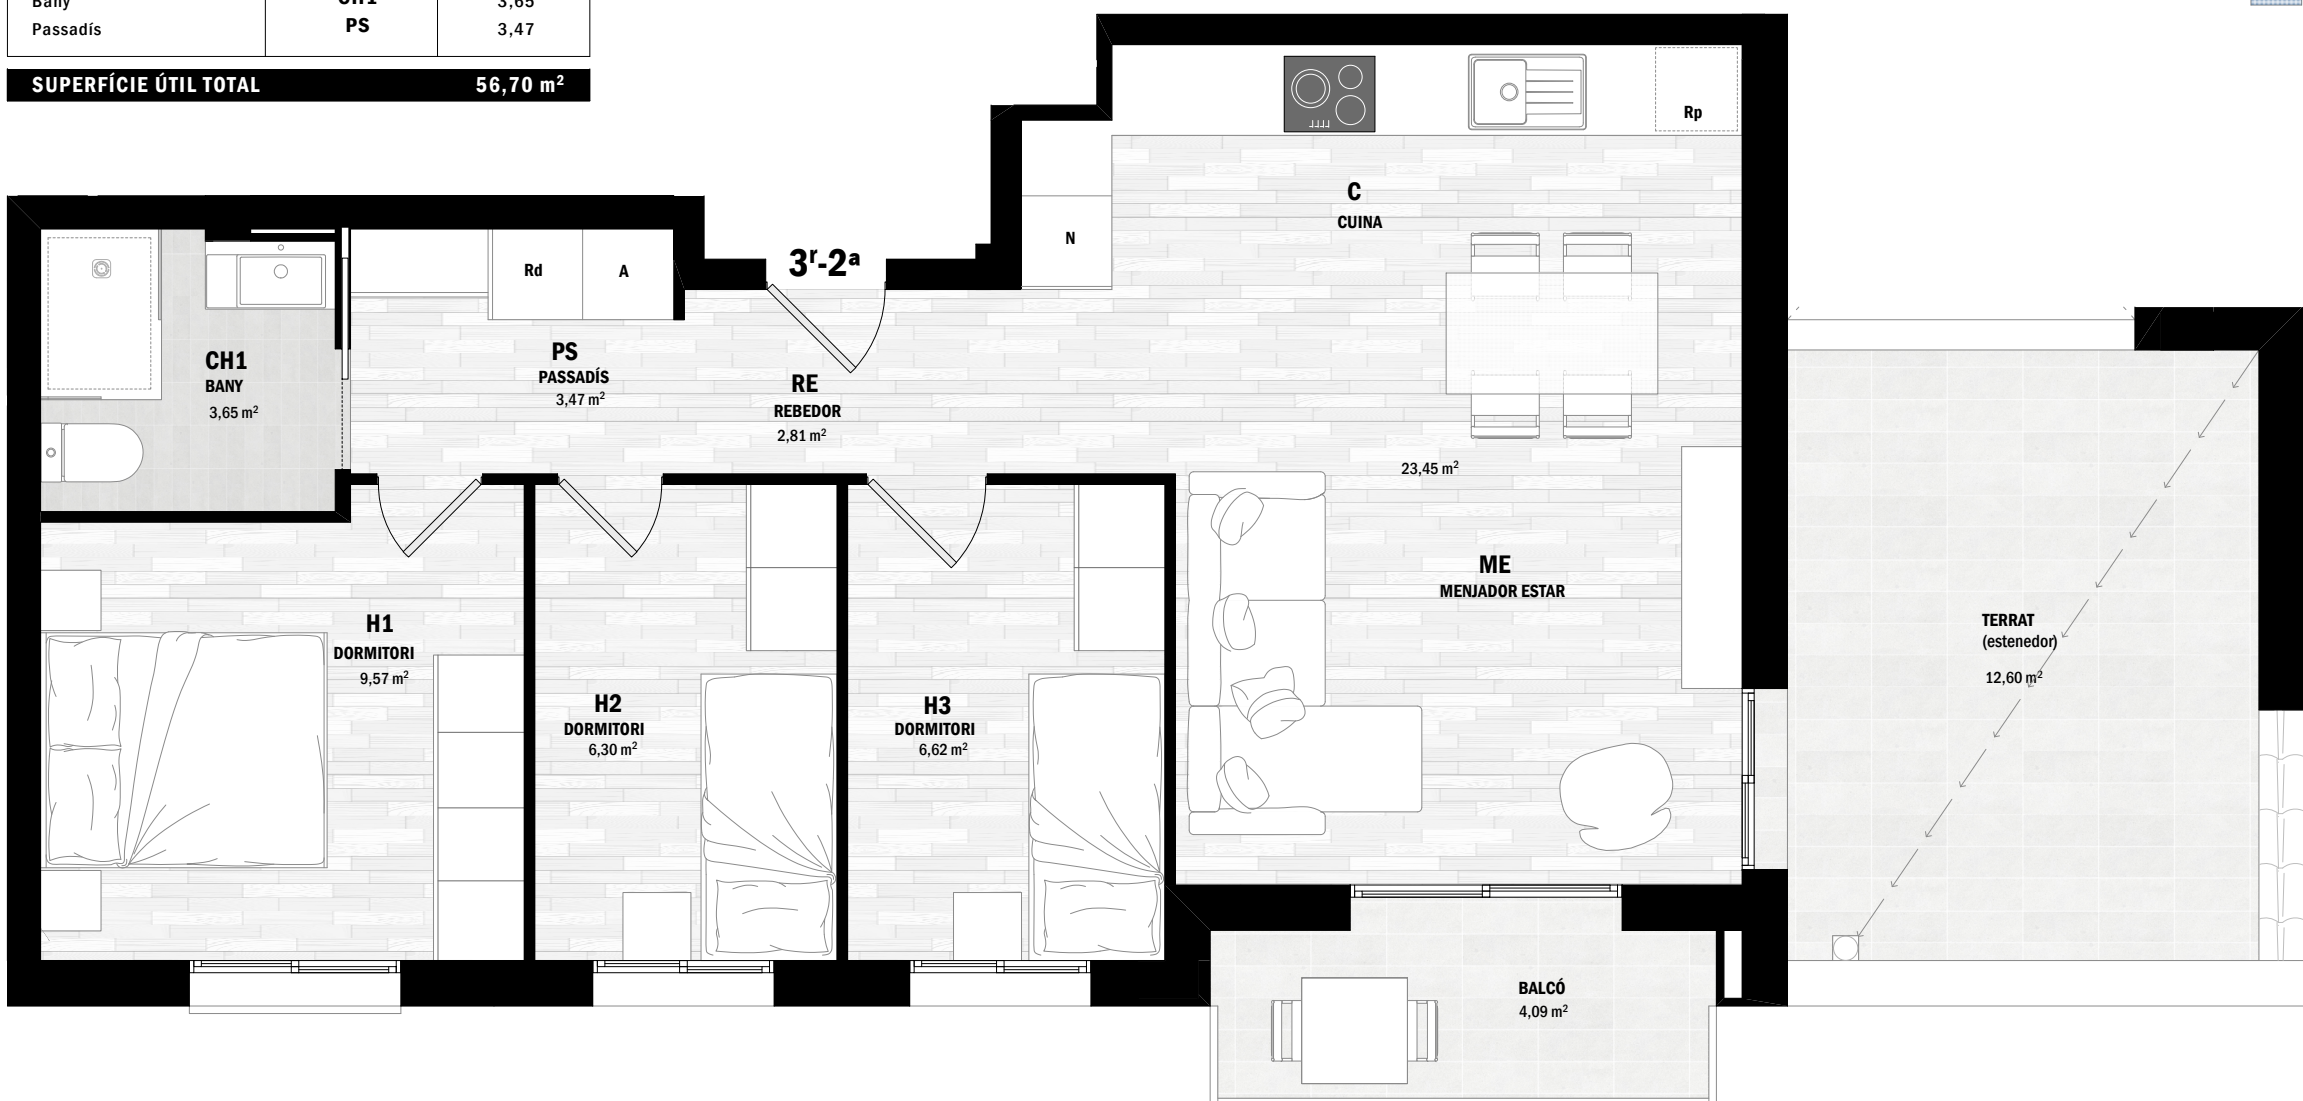 Bany CH1 3,65
Passadís PS 3,47
SUPERFÍCIE ÚTIL TOTAL 56,70 m²
Rp
C
CUINA
N
3ʳ-2ª
Rd
A
CH1
BANY
3,65 m²
PS
PASSADÍS
3,47 m²
RE
REBEDOR
2,81 m²
23,45 m²
ME
MENJADOR ESTAR
H1
DORMITORI
9,57 m²
H2
DORMITORI
6,30 m²
H3
DORMITORI
6,62 m²
TERRAT
(estenedor)
12,60 m²
BALCÓ
4,09 m²